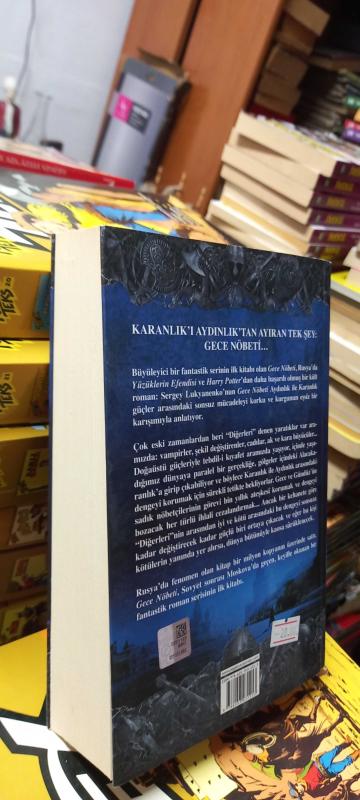 KARANLIK'I AYDINLIK'TAN AYIRAN TEK ŞEY:
GECE NÖBETİ...
Büyüleyici bir fantastik serinin ilk kitabı olan Gece Nöbeti, Rusya'da
Yüzüklerin Efendisi ve Harry Potter'dan daha başarılı olmuş bir kült
roman: Sergey Lukyanenko'nun Gece Nöbeti Aydınlık ile Karanlık
güçler arasındaki sonsuz mücadeleyi korku ve kurgunun eşsiz bir
karışımıyla anlatıyor.
Çok eski zamanlardan beri "Diğerleri" denen yaratıklar var ara-
mızda: vampirler, şekil değiştirenler, cadılar, ak ve kara büyücüler...
Doğaüstü güçleriyle tebdil-i kıyafet aramızda yaşıyor, içinde yaşa-
dığımız dünyaya paralel bir gerçekliğe, gölgeler içindeki Alaca-
ranlık'a girip çıkabiliyor ve böylece Karanlık ile Aydınlık arasındaki
dengeyi korumak için sürekli tetikte bekliyorlar. Gece ve Gündüz'ün
sadık nöbetçilerinin görevi bin yıllık ateşkesi korumak ve dengeyi
bozacak her türlü ihlali cezalandırmak... Ancak bir kehanete göre
"Diğerleri"nin arasından iyi ve kötü arasındaki bu dengeyi sonsuza
kadar değiştirecek kadar güçlü biri ortaya çıkacak ve eğer bu kişi
kötülerin yanında yer alırsa, dünya bütünüyle kaosa sürüklenecek.
Rusya'da fenomen olan kitap bir milyon kopyanın üzerinde sattı.
Gece Nöbeti, Sovyet sonrası Moskova'da geçen, keyifle okunan bir
fantastik roman serisinin ilk kitabı.
TEKS